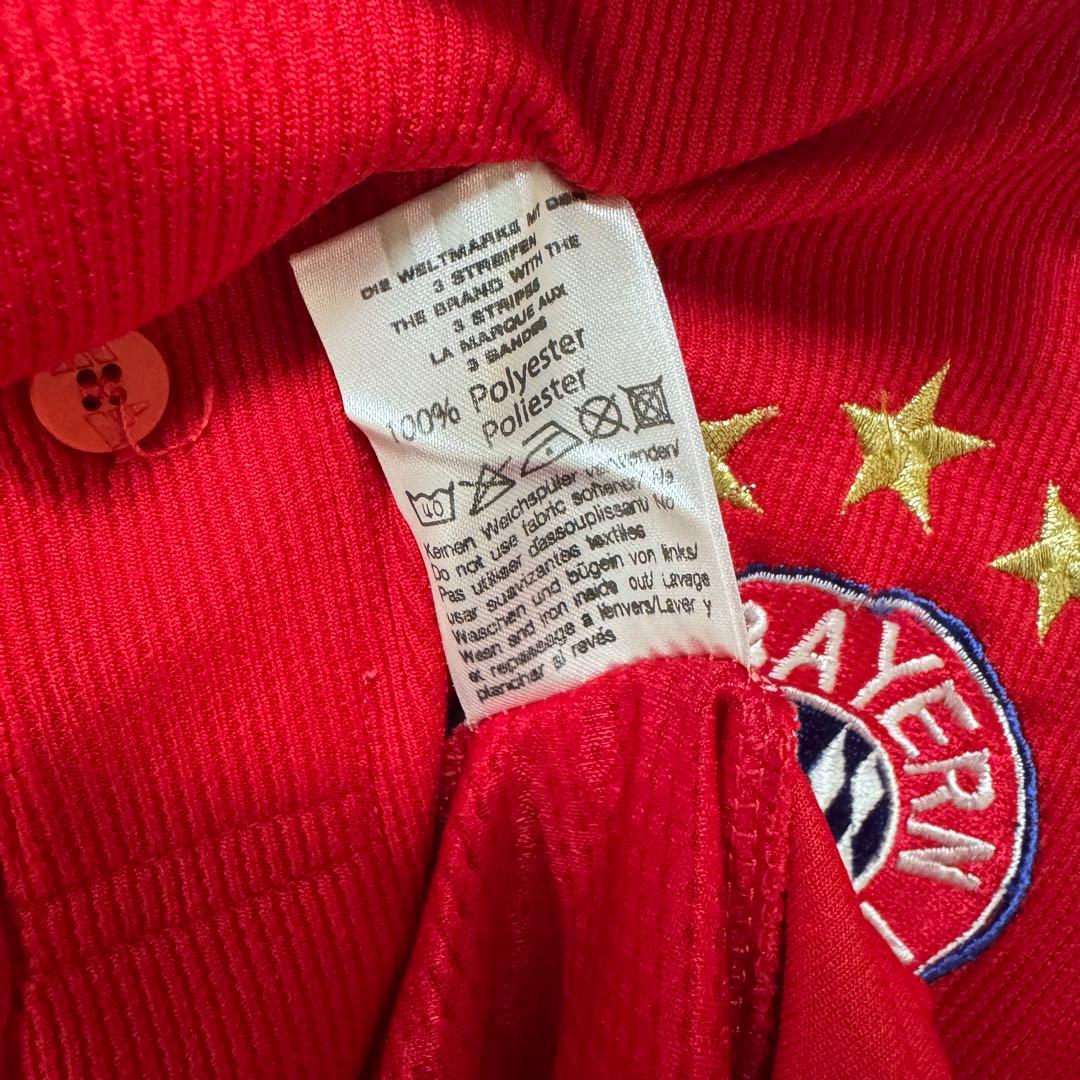 DIE WELTMARKE MIT DEN
3 STREIFEN
THE BRAND WITH THE
3 STRIPES
LA MARQUE AUX
3 BANDES
100% Polyester
Poliester
40
Keinen Weichspüler verwenden/
Do not use fabric
Pas utiliser d'assouplissant/ No
usar suavizantes textiles
Waschen und bügeln von links/
Wash and iron inside out/ Lavage
et repassage a l'envers/Laver y
planchar al revés
BAYERN